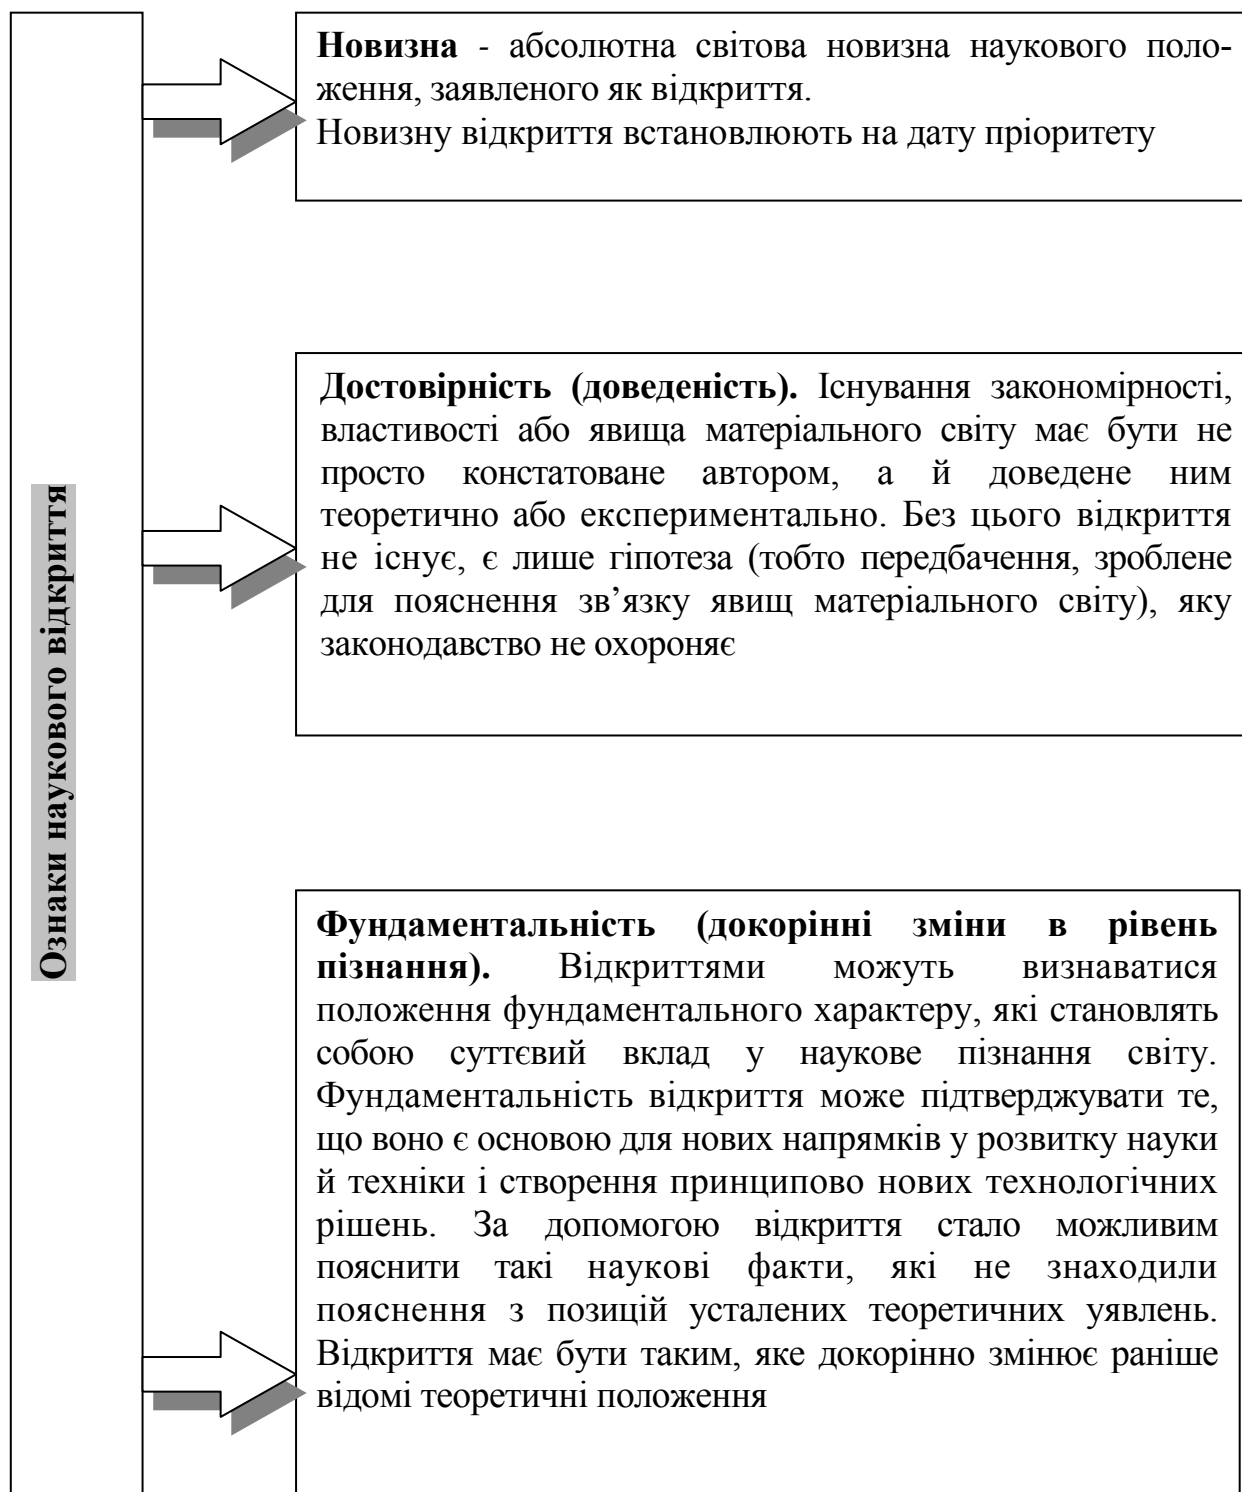 Ознаки наукового відкриття
Новизна - абсолютна світова новизна наукового поло-
ження, заявленого як відкриття.
Новизну відкриття встановлюють на дату пріоритету
Достовірність (доведеність). Існування закономірності,
властивості або явища матеріального світу має бути не
просто констатоване автором, а й доведене ним
теоретично або експериментально. Без цього відкриття
не існує, є лише гіпотеза (тобто передбачення, зроблене
для пояснення зв’язку явищ матеріального світу), яку
законодавство не охороняє
Фундаментальність (докорінні зміни в рівень
пізнання). Відкриттями можуть визнаватися
положення фундаментального характеру, які становлять
собою суттєвий вклад у наукове пізнання світу.
Фундаментальність відкриття може підтверджувати те,
що воно є основою для нових напрямків у розвитку науки
й техніки і створення принципово нових технологічних
рішень. За допомогою відкриття стало можливим
пояснити такі наукові факти, які не знаходили
пояснення з позицій усталених теоретичних уявлень.
Відкриття має бути таким, яке докорінно змінює раніше
відомі теоретичні положення